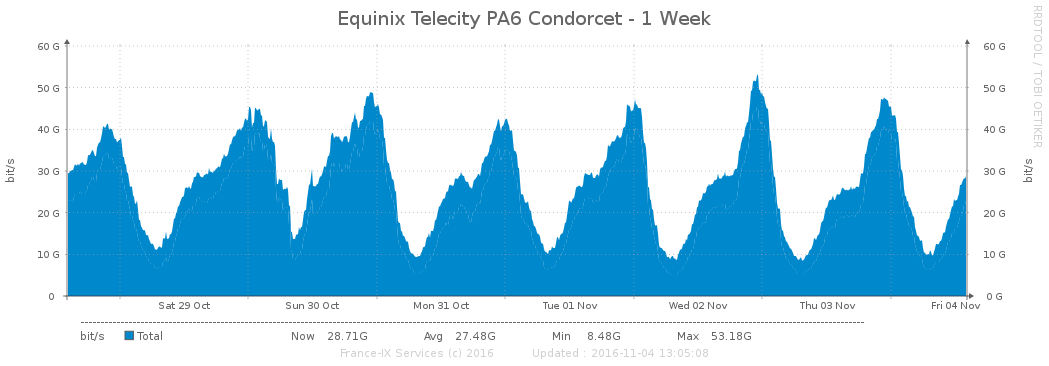 Equinix Telecity PA6 Condorcet - 1 Week
RRDTOOL / TOBI OETIKER
60 G 60 G
50 G 50 G
40 G 40 G
30 G 30 G
20 G 20 G
10 G 10 G
0 0 G
bit/s bit/s
Sat 29 Oct Sun 30 Oct Mon 31 Oct Tue 01 Nov Wed 02 Nov Thu 03 Nov Fri 04 Nov
bit/s Total Now 28.71G Avg 27.48G Min 8.48G Max 53.18G
France-IX Services (c) 2016 Updated : 2016-11-04 13:05:08